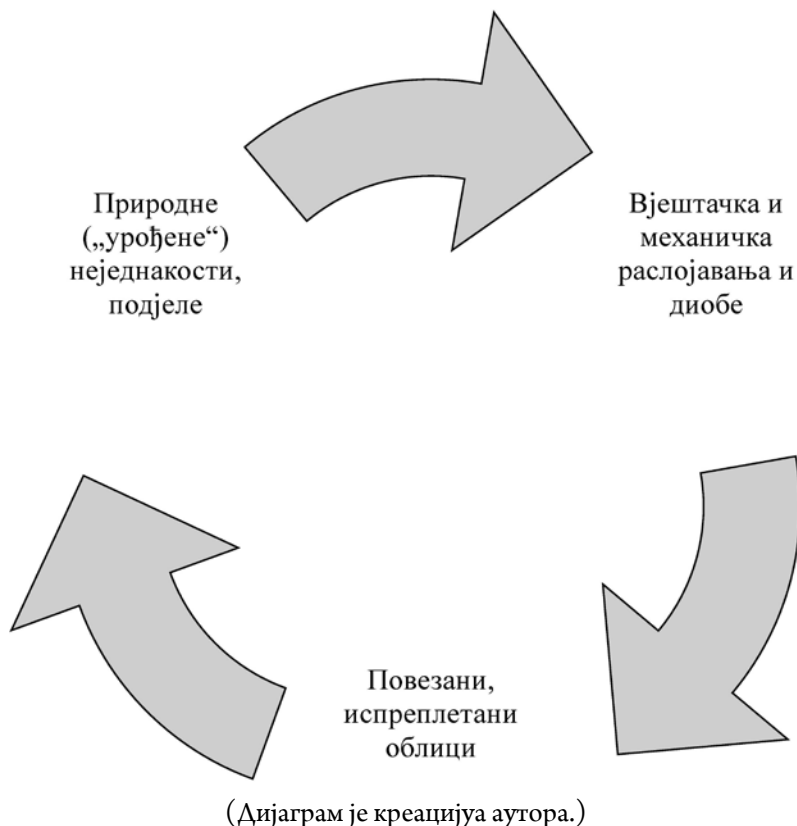 Природне
(„урођене“)
неједнакости,
подјеле
Вјештачка и
механичка
раслојавања и
диобе
Повезани,
испреплетани
облици
(Дијаграм је креацијуа аутора.)